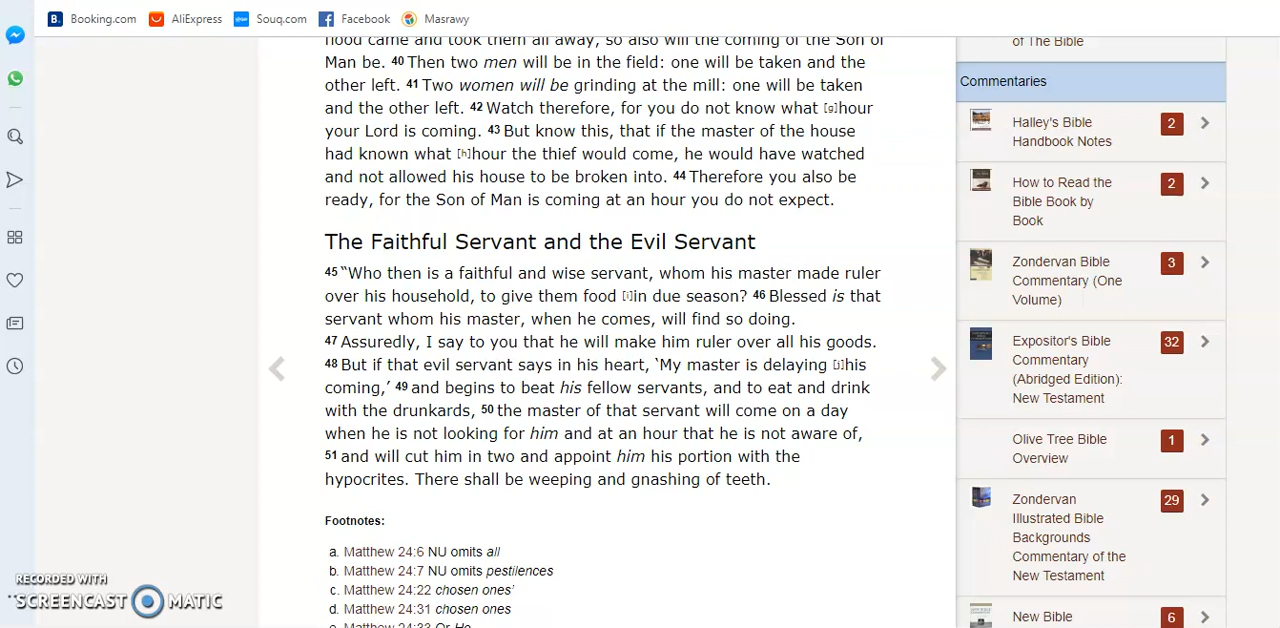 Booking.com AliExpress Souq.com Facebook Masrawy
flood came and took them all away, so also will the coming of the Son of
Man be. 40 Then two men will be in the field: one will be taken and the
other left. 41 Two women will be grinding at the mill: one will be taken
and the other left. 42 Watch therefore, for you do not know what [g]hour
your Lord is coming. 43 But know this, that if the master of the house
had known what [h]hour the thief would come, he would have watched
and not allowed his house to be broken into. 44 Therefore you also be
ready, for the Son of Man is coming at an hour you do not expect.
The Faithful Servant and the Evil Servant
45 “Who then is a faithful and wise servant, whom his master made ruler
over his household, to give them food [i]in due season? 46 Blessed is that
servant whom his master, when he comes, will find so doing.
47 Assuredly, I say to you that he will make him ruler over all his goods.
48 But if that evil servant says in his heart, ‘My master is delaying [j]his
coming,’ 49 and begins to beat his fellow servants, and to eat and drink
with the drunkards, 50 the master of that servant will come on a day
when he is not looking for him and at an hour that he is not aware of,
51 and will cut him in two and appoint him his portion with the
hypocrites. There shall be weeping and gnashing of teeth.
Footnotes:
a. Matthew 24:6 NU omits all
b. Matthew 24:7 NU omits pestilences
c. Matthew 24:22 chosen ones’
d. Matthew 24:31 chosen ones
e. Matthew 24:33 Or He
of The Bible
Commentaries
Halley's Bible
Handbook Notes
2
How to Read the
Bible Book by
Book
2
Zondervan Bible
Commentary (One
Volume)
3
Expositor's Bible
Commentary
(Abridged Edition):
New Testament
32
Olive Tree Bible
Overview
1
Zondervan
Illustrated Bible
Backgrounds
Commentary of the
New Testament
29
New Bible
6
RECORDED WITH
SCREENCAST MATIC